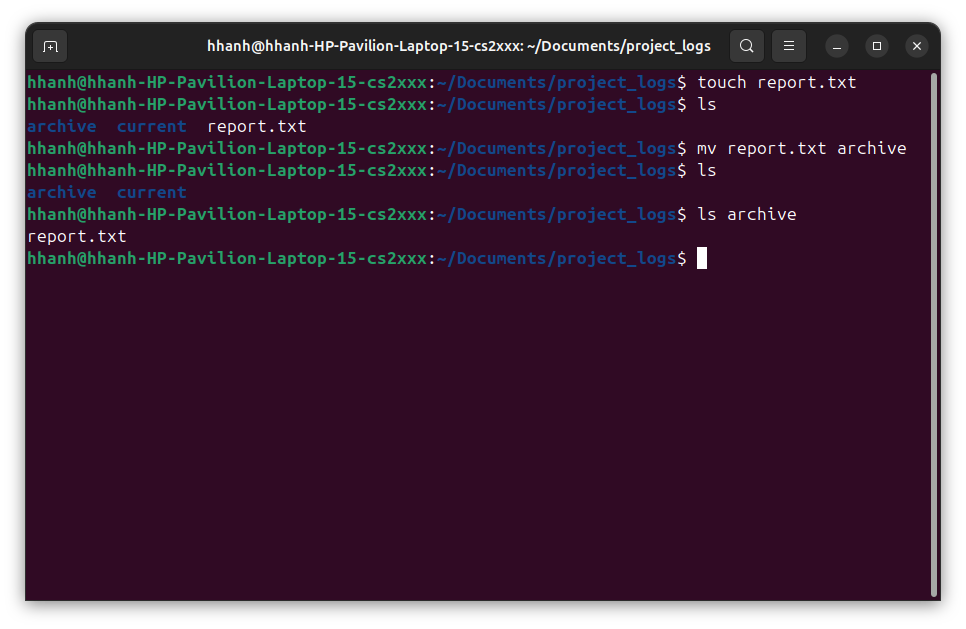 hhanh@hhanh-HP-Pavilion-Laptop-15-cs2xxx: ~/Documents/project_logs
hhanh@hhanh-HP-Pavilion-Laptop-15-cs2xxx:~/Documents/project_logs$ touch report.txt
hhanh@hhanh-HP-Pavilion-Laptop-15-cs2xxx:~/Documents/project_logs$ ls
archive  current  report.txt
hhanh@hhanh-HP-Pavilion-Laptop-15-cs2xxx:~/Documents/project_logs$ mv report.txt archive
hhanh@hhanh-HP-Pavilion-Laptop-15-cs2xxx:~/Documents/project_logs$ ls
archive  current
hhanh@hhanh-HP-Pavilion-Laptop-15-cs2xxx:~/Documents/project_logs$ ls archive
report.txt
hhanh@hhanh-HP-Pavilion-Laptop-15-cs2xxx:~/Documents/project_logs$